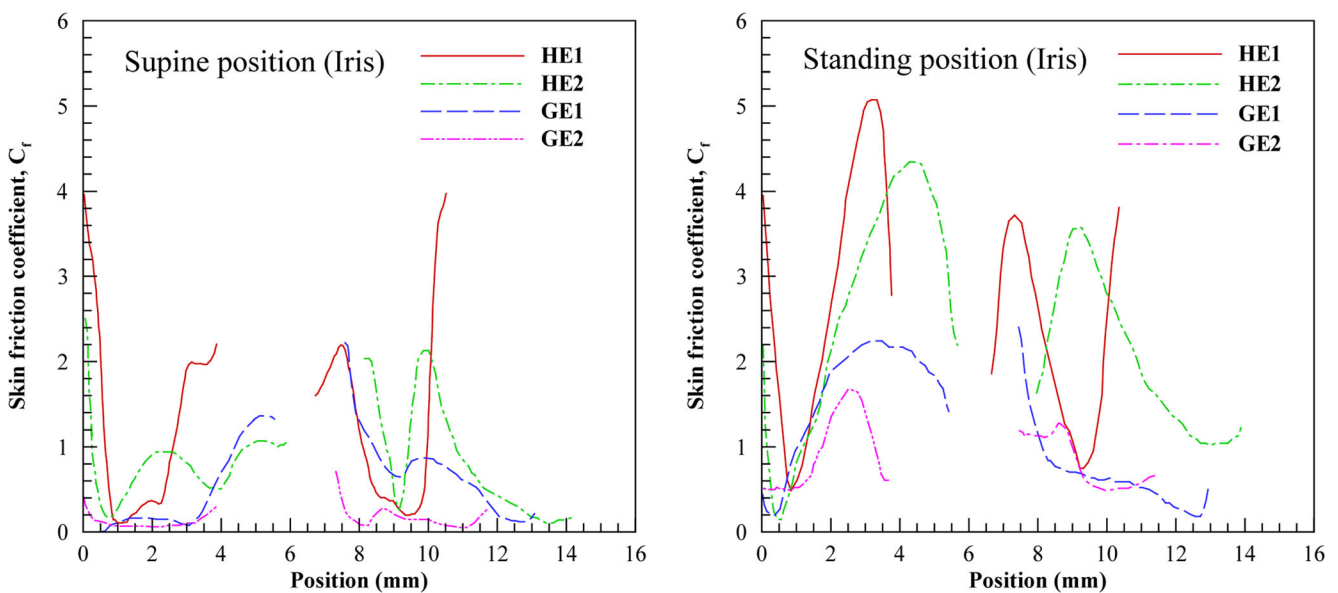 Supine position (Iris)
HE1
HE2
GE1
GE2
Skin friction coefficient, C_f
6
5
4
3
2
1
0
0 2 4 6 8 10 12 14 16
Position (mm)
Standing position (Iris)
HE1
HE2
GE1
GE2
Skin friction coefficient, C_f
6
5
4
3
2
1
0
0 2 4 6 8 10 12 14 16
Position (mm)